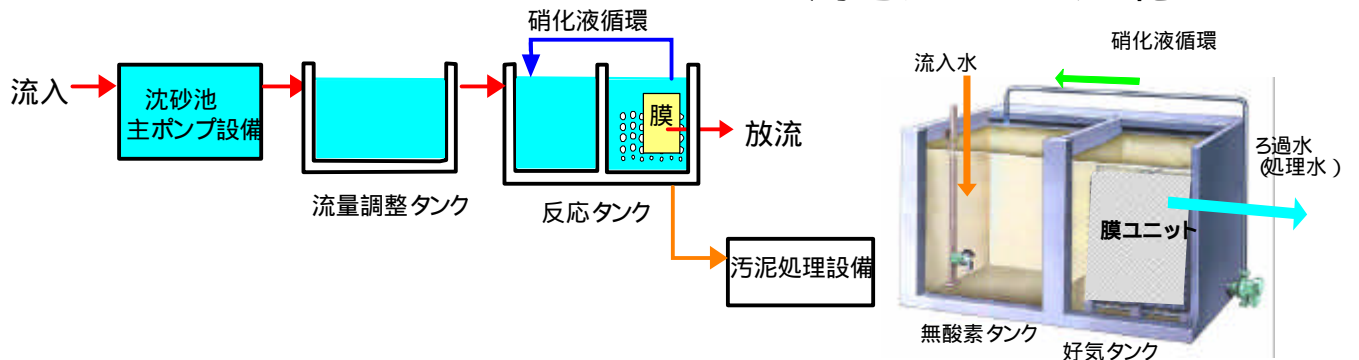 硝化液循環
流入
沈砂池
主ポンプ設備
膜
放流
流量調整タンク
反応タンク
汚泥処理設備
硝化液循環
流入水
ろ過水
(処理水)
膜ユニット
無酸素タンク
好気タンク